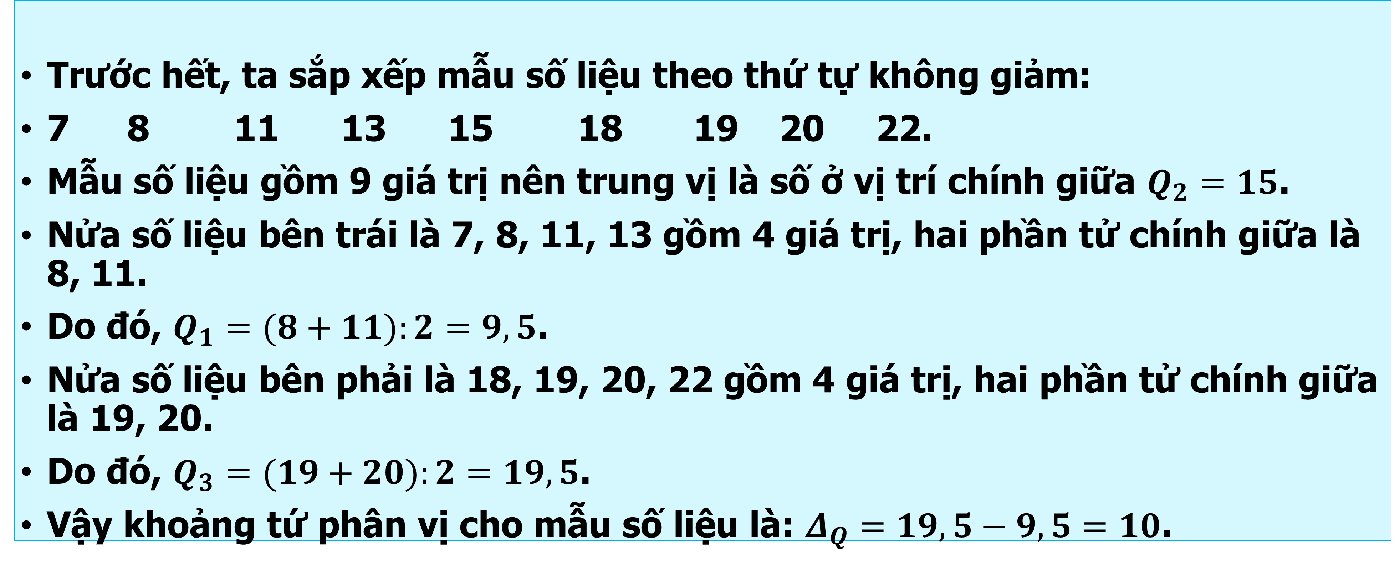 • Trước hết, ta sắp xếp mẫu số liệu theo thứ tự không giảm:
• 7 8 11 13 15 18 19 20 22.
• Mẫu số liệu gồm 9 giá trị nên trung vị là số ở vị trí chính giữa Q₂ = 15.
• Nửa số liệu bên trái là 7, 8, 11, 13 gồm 4 giá trị, hai phần tử chính giữa là
8, 11.
• Do đó, Q₁ = (8 + 11): 2 = 9, 5.
• Nửa số liệu bên phải là 18, 19, 20, 22 gồm 4 giá trị, hai phần tử chính giữa
là 19, 20.
• Do đó, Q₃ = (19 + 20): 2 = 19, 5.
• Vậy khoảng tứ phân vị cho mẫu số liệu là: Δ_Q = 19, 5 − 9, 5 = 10.